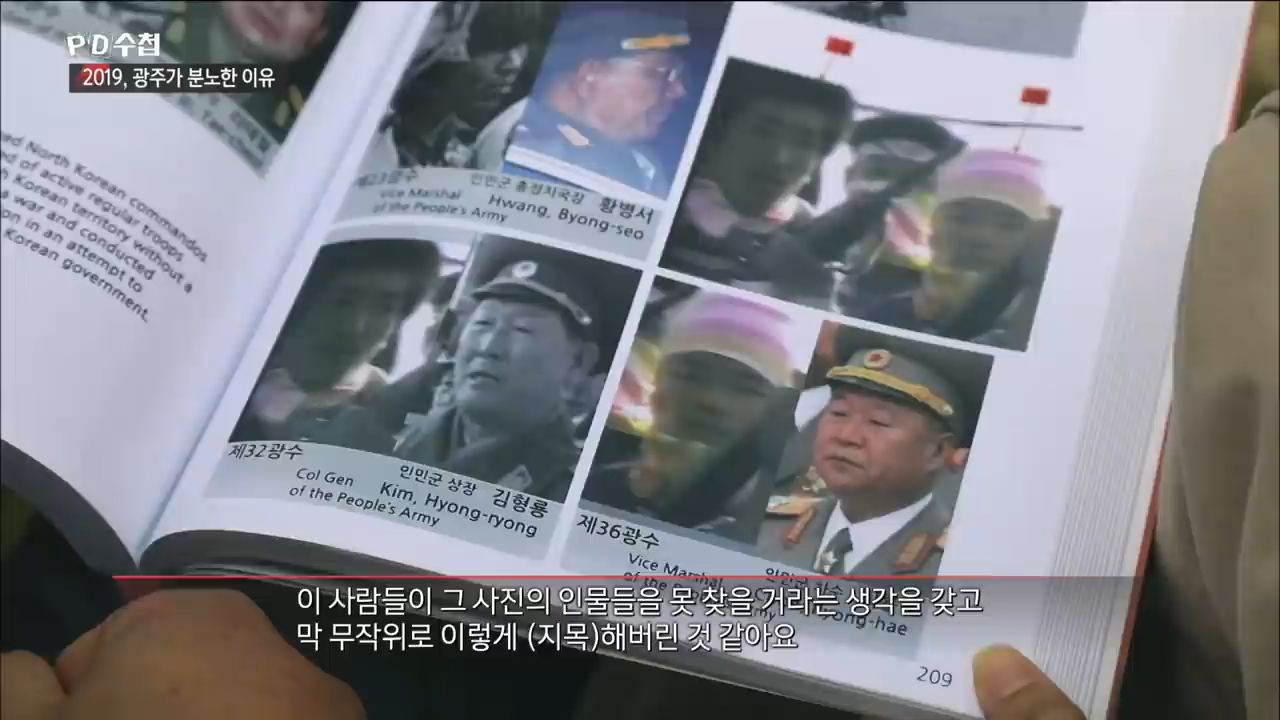 PD수첩
2019, 광주가 분노한 이유
North Korean commandos
of active regular troops
Korean territory without a
war and conducted
in an attempt to
Korean government.
인민군 총정치국장 황병서
Vice Marshal Hwang, Byong-seo
of the People's Army
제32광수
인민군 상장 김형룡
Col Gen Kim, Hyong-ryong
of the People's Army
제36광수
Vice Marshal
이 사람들이 그 사진의 인물들을 못 찾을 거라는 생각을 갖고
막 무작위로 이렇게 (지목)해버린 것 같아요
209